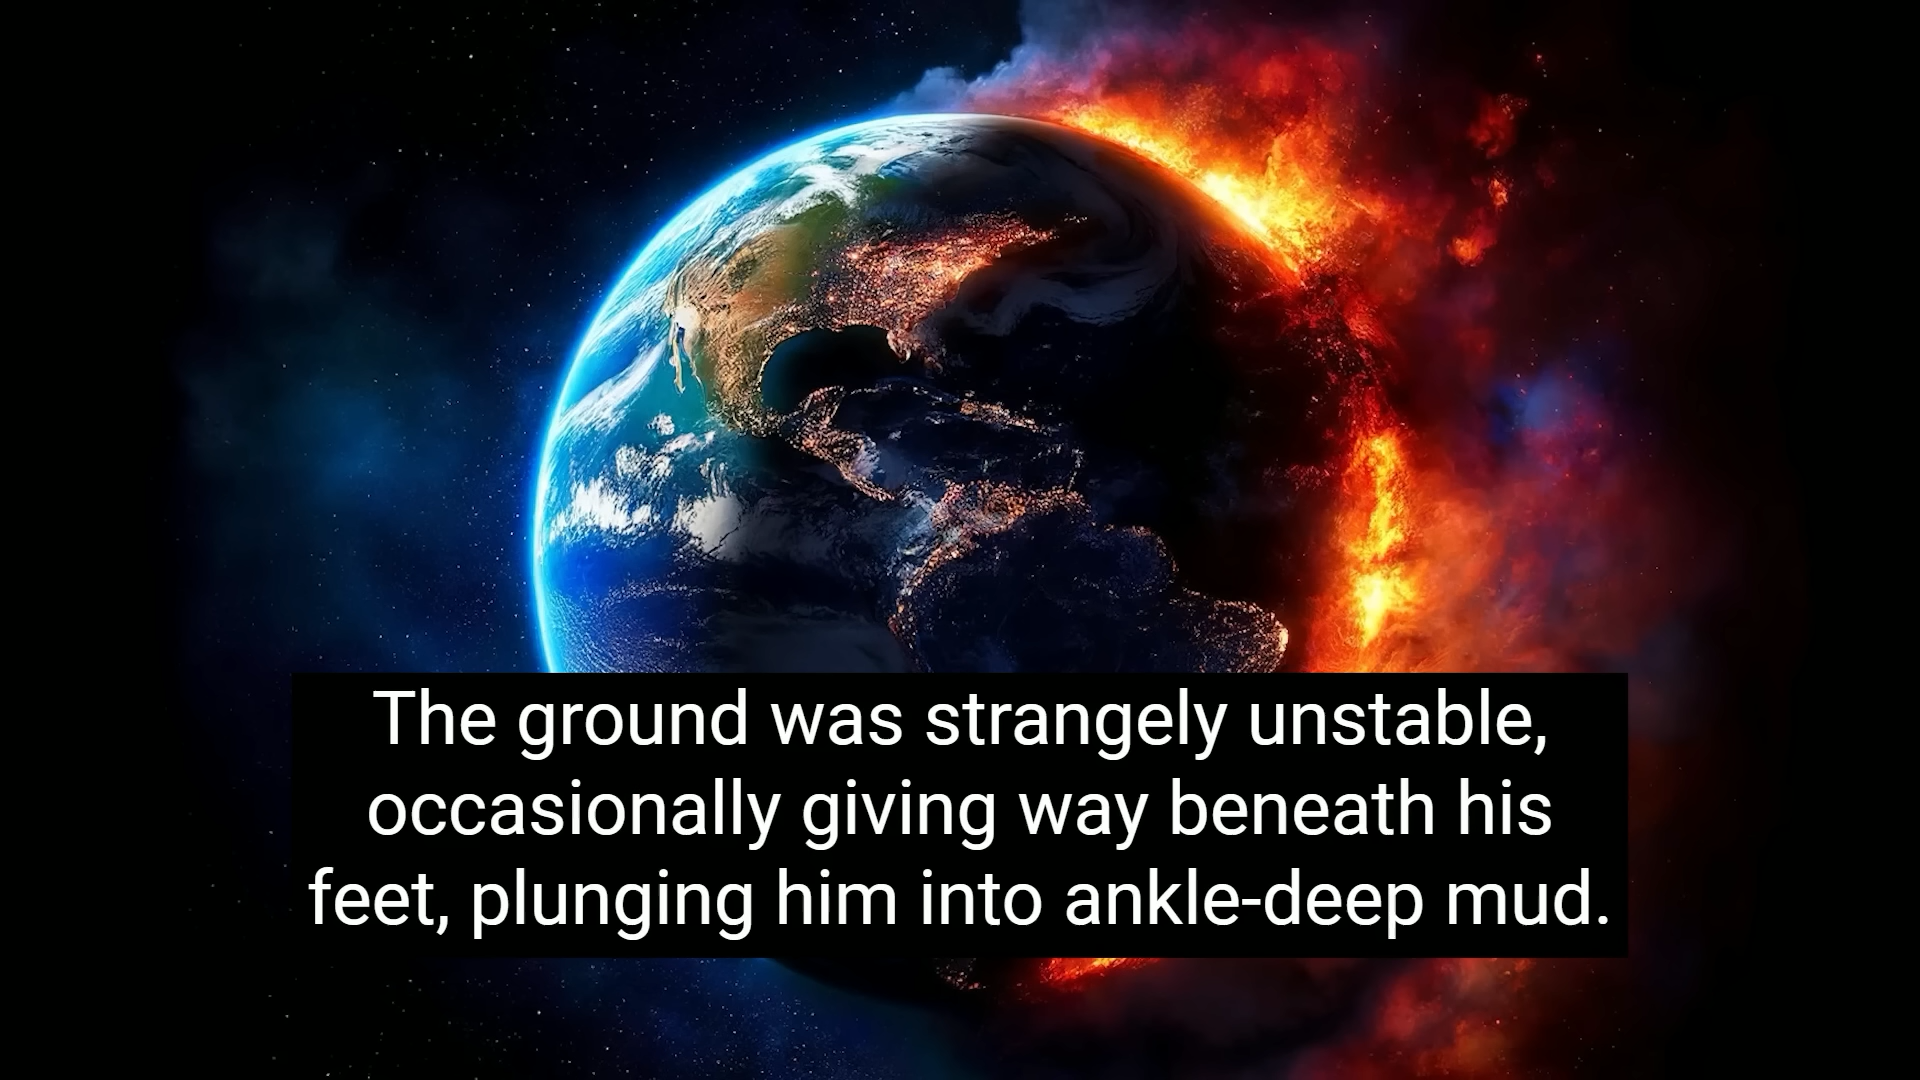 The ground was strangely unstable,
occasionally giving way beneath his
feet, plunging him into ankle-deep mud.